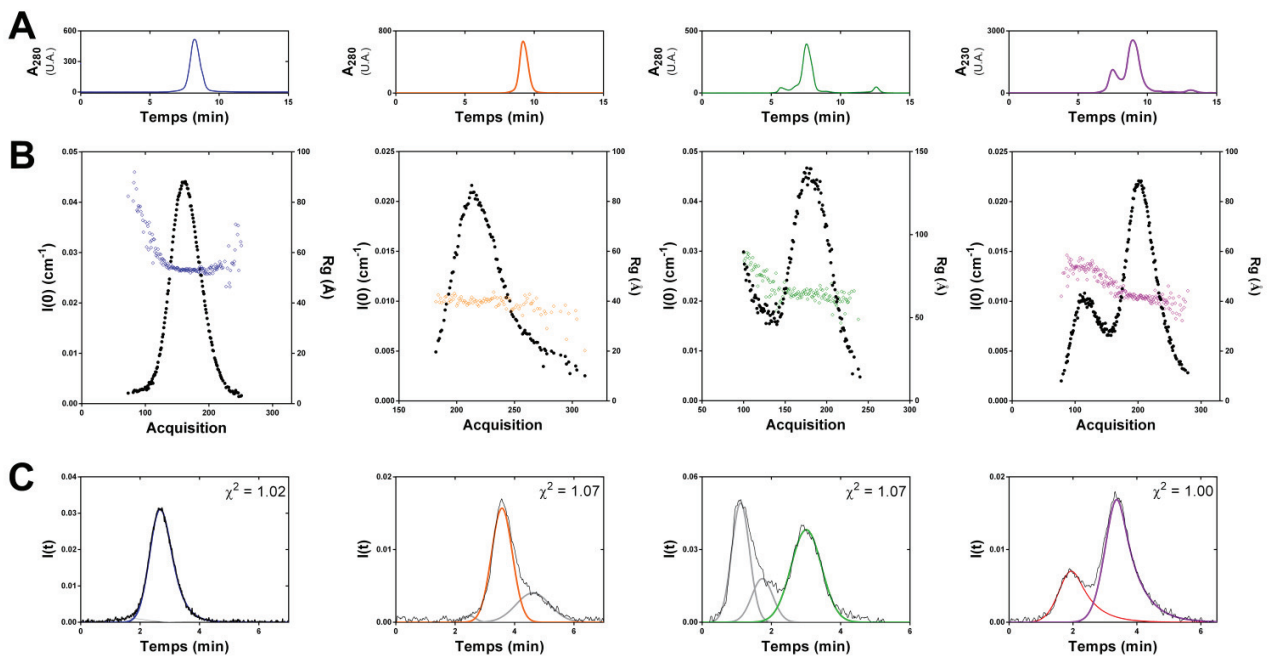 A
A280 (U.A.)
600
300
0
0 5 10 15
Temps (min)
A280 (U.A.)
800
0
0 5 10 15
Temps (min)
A280 (U.A.)
500
0
0 5 10 15
Temps (min)
A230 (U.A.)
3000
0
0 5 10 15
Temps (min)
B
I(0) (cm-1)
0.05
0.04
0.03
0.02
0.01
0.00
0 100 200 300
Acquisition
100
80
60
40
20
0
Rg (Å)
I(0) (cm-1)
0.025
0.020
0.015
0.010
0.005
0.000
150 200 250 300
Acquisition
100
80
60
40
20
0
Rg (Å)
I(0) (cm-1)
0.05
0.04
0.03
0.02
0.01
0.00
50 100 150 200 250
Acquisition
150
100
50
0
Rg (Å)
I(0) (cm-1)
0.025
0.020
0.015
0.010
0.005
0.000
0 100 200 300
Acquisition
100
80
60
40
20
0
Rg (Å)
C
I(t)
0.04
0.03
0.02
0.01
0.00
χ2 = 1.02
0 2 4 6
Temps (min)
I(t)
0.02
0.01
0.00
χ2 = 1.07
0 2 4 6
Temps (min)
I(t)
0.06
0.03
0.00
χ2 = 1.07
0 2 4 6
Temps (min)
I(t)
0.02
0.01
0.00
χ2 = 1.00
0 2 4 6
Temps (min)